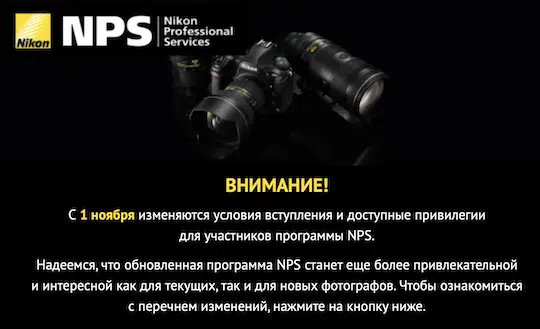 Nikon
NPS
Nikon
Professional
Services
Nikon
ВНИМАНИЕ!
С 1 ноября изменяются условия вступления и доступные привилегии
для участников программы NPS.
Надеемся, что обновленная программа NPS станет еще более привлекательной
и интересной как для текущих, так и для новых фотографов. Чтобы ознакомиться
с перечнем изменений, нажмите на кнопку ниже.